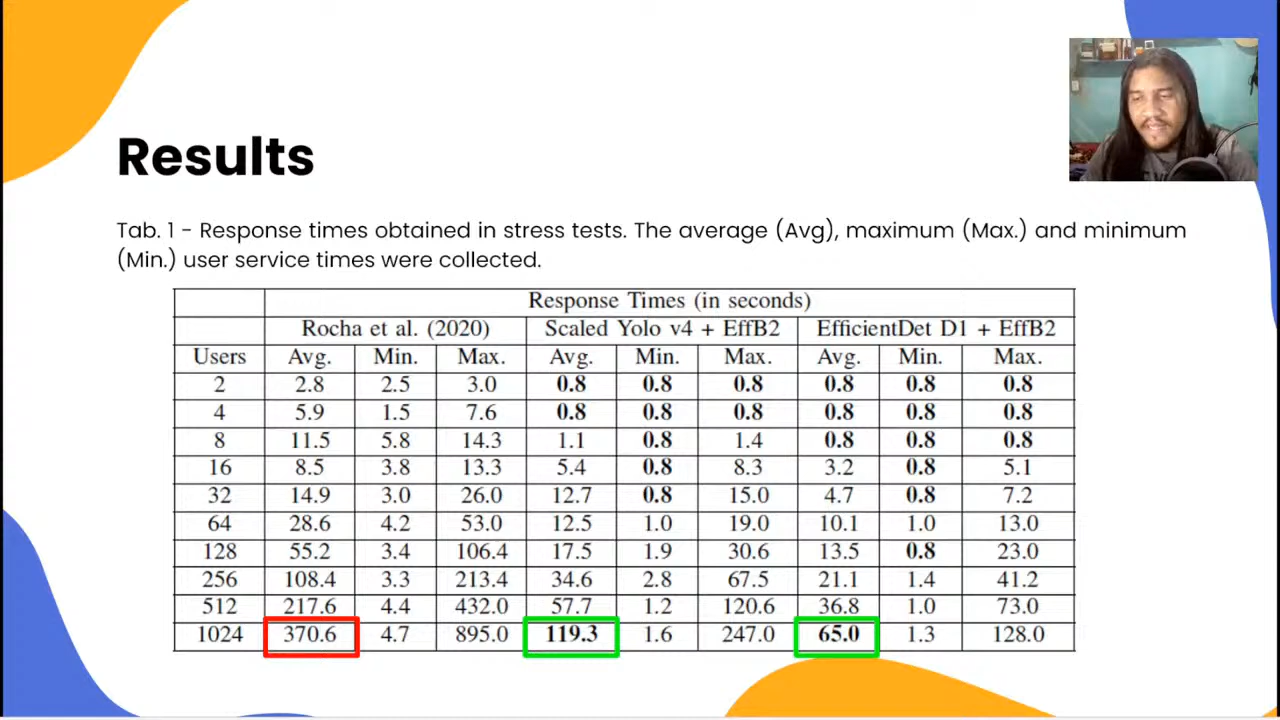 Results
Tab. 1 - Response times obtained in stress tests. The average (Avg), maximum (Max.) and minimum
(Min.) user service times were collected.
Response Times (in seconds)
Rocha et al. (2020) Scaled Yolo v4 + EffB2 EfficientDet D1 + EffB2
Users Avg. Min. Max. Avg. Min. Max. Avg. Min. Max.
2 2.8 2.5 3.0 0.8 0.8 0.8 0.8 0.8 0.8
4 5.9 1.5 7.6 0.8 0.8 0.8 0.8 0.8 0.8
8 11.5 5.8 14.3 1.1 0.8 1.4 0.8 0.8 0.8
16 8.5 3.8 13.3 5.4 0.8 8.3 3.2 0.8 5.1
32 14.9 3.0 26.0 12.7 0.8 15.0 4.7 0.8 7.2
64 28.6 4.2 53.0 12.5 1.0 19.0 10.1 1.0 13.0
128 55.2 3.4 106.4 17.5 1.9 30.6 13.5 0.8 23.0
256 108.4 3.3 213.4 34.6 2.8 67.5 21.1 1.4 41.2
512 217.6 4.4 432.0 57.7 1.2 120.6 36.8 1.0 73.0
1024 370.6 4.7 895.0 119.3 1.6 247.0 65.0 1.3 128.0